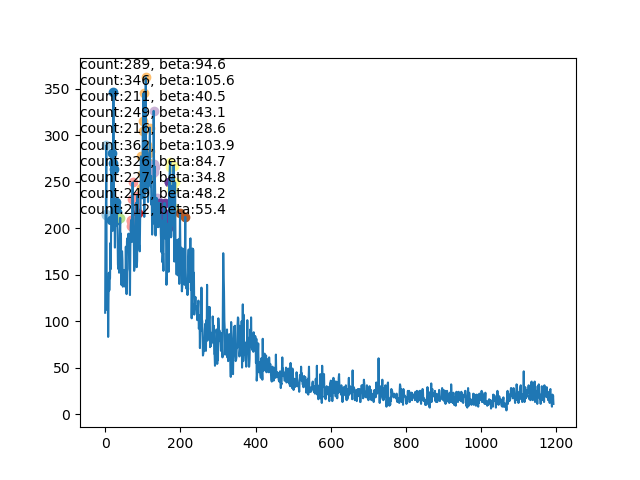 count:289, beta:94.6
count:346, beta:105.6
350
count:211, beta:40.5
count:249, beta:43.1
300
count:216, beta:28.6
count:362, beta:103.9
count:326, beta:84.7
250
count:227, beta:34.8
count:249, beta:48.2
count:212, beta:55.4
200
150
100
50
0
0 200 400 600 800 1000 1200